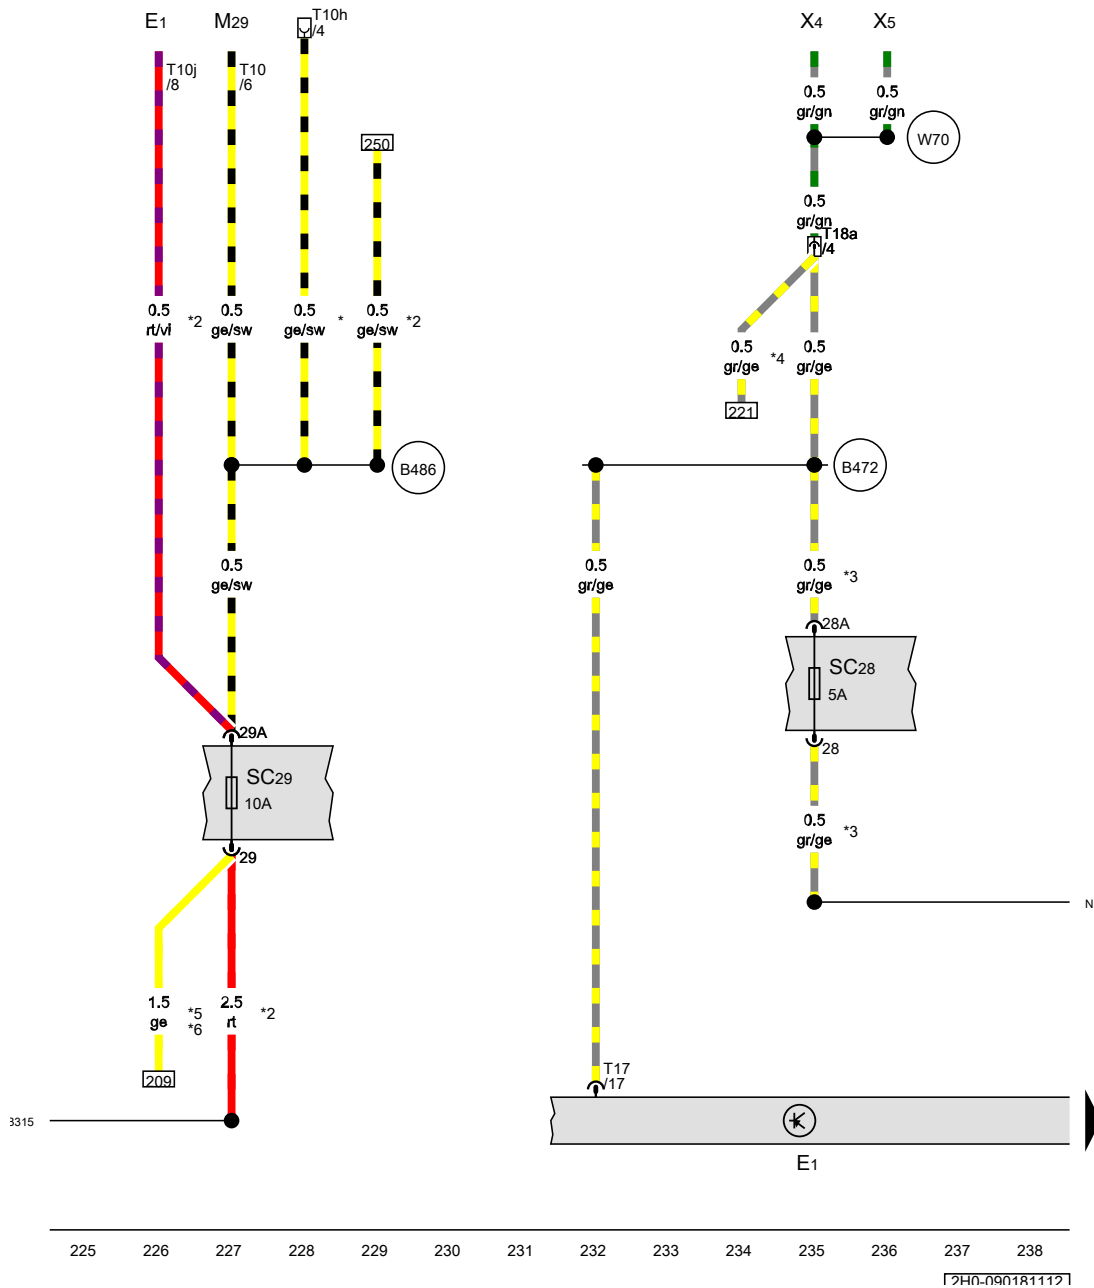 E1 M29 T10h X4 X5
/4
T10j T10
/8 /6
0.5 0.5
gr/gn gr/gn
250
W70
0.5
gr/gn
T18a
/4
0.5 0.5 0.5 0.5
rt/vi *2 ge/sw ge/sw * ge/sw *2
0.5 0.5
gr/ge *4 gr/ge
221
B486 B472
0.5 0.5 0.5
ge/sw gr/ge gr/ge *3
28A
SC28
5A
29A 28
SC29
10A
0.5
gr/ge *3
29
N
1.5 *5 2.5 *2
ge *6 rt
209
T17
/17
3315
E1
225 226 227 228 229 230 231 232 233 234 235 236 237 238
2H0-090181112